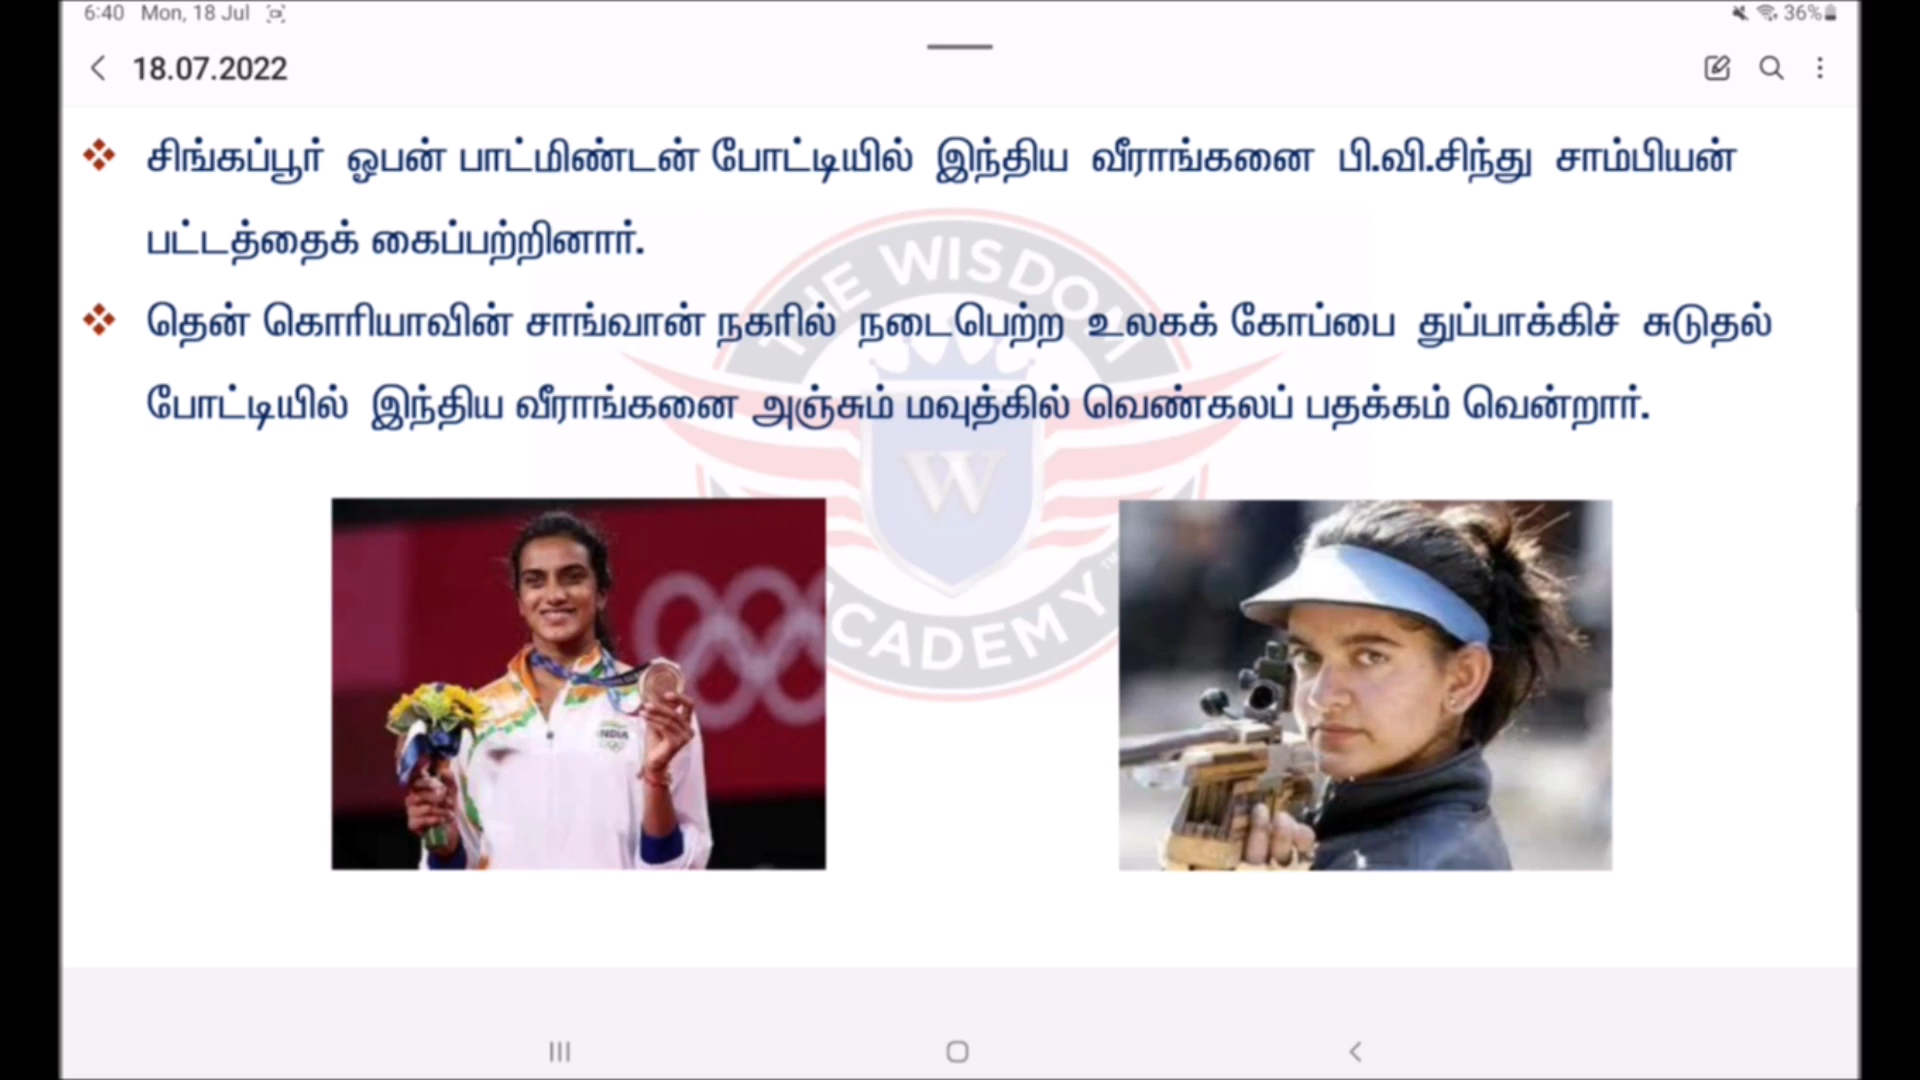 6:40 Mon, 18 Jul 36%
18.07.2022
❖ சிங்கப்பூர் ஓபன் பாட்மிண்டன் போட்டியில் இந்திய வீராங்கனை பி.வி.சிந்து சாம்பியன்
பட்டத்தைக் கைப்பற்றினார்.
❖ தென் கொரியாவின் சாங்வான் நகரில் நடைபெற்ற உலகக் கோப்பை துப்பாக்கிச் சுடுதல்
போட்டியில் இந்திய வீராங்கனை அஞ்சும் மவுத்கில் வெண்கலப் பதக்கம் வென்றார்.
THE WISDOM
W
ACADEMY™
INDIA